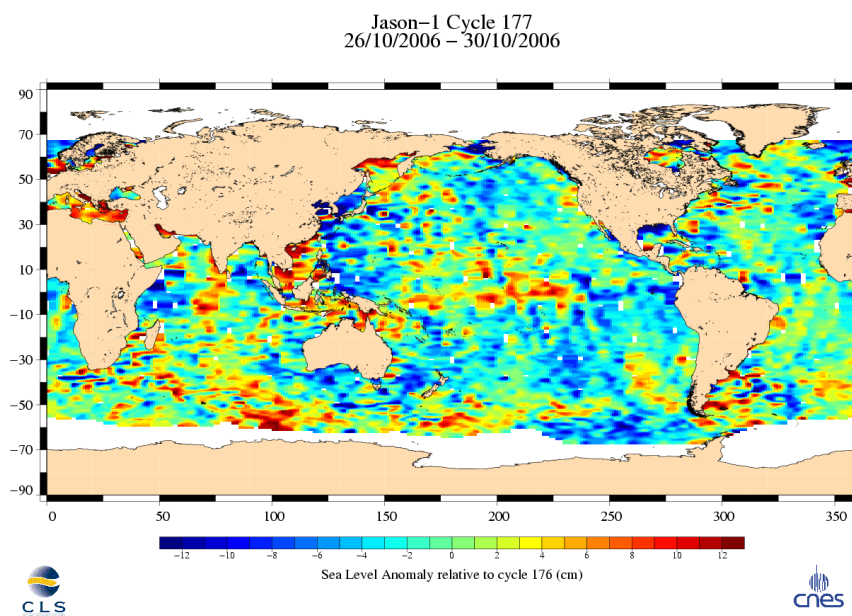 Jason−1 Cycle 177
26/10/2006 − 30/10/2006
90
70
50
30
10
−10
−30
−50
−70
−90
0 50 100 150 200 250 300 350
−12 −10 −8 −6 −4 −2 0 2 4 6 8 10 12
Sea Level Anomaly relative to cycle 176 (cm)
CLS
cnes